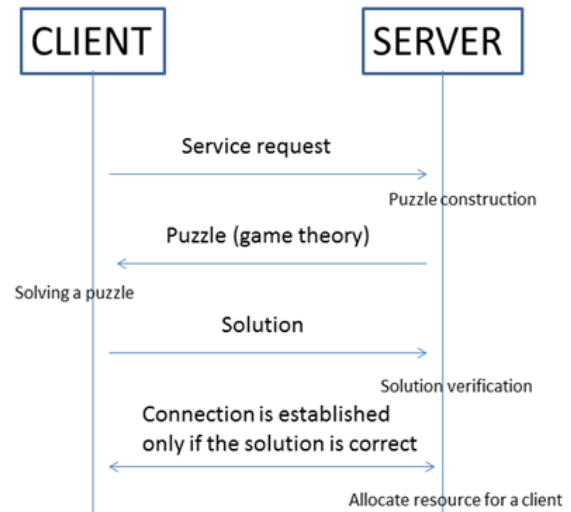 CLIENT
SERVER
Service request
Puzzle construction
Puzzle (game theory)
Solving a puzzle
Solution
Solution verification
Connection is established
only if the solution is correct
Allocate resource for a client